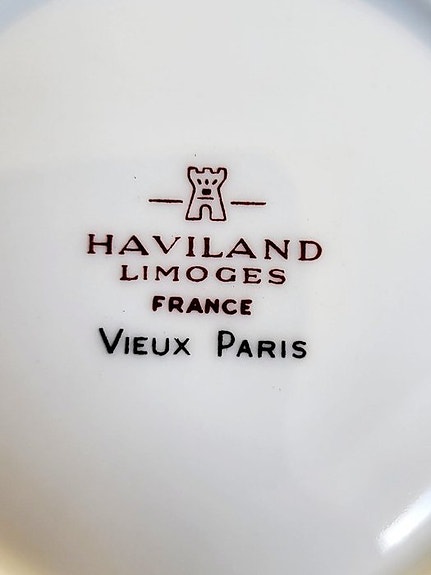 HAVILAND
LIMOGES
FRANCE
VIEUX PARIS